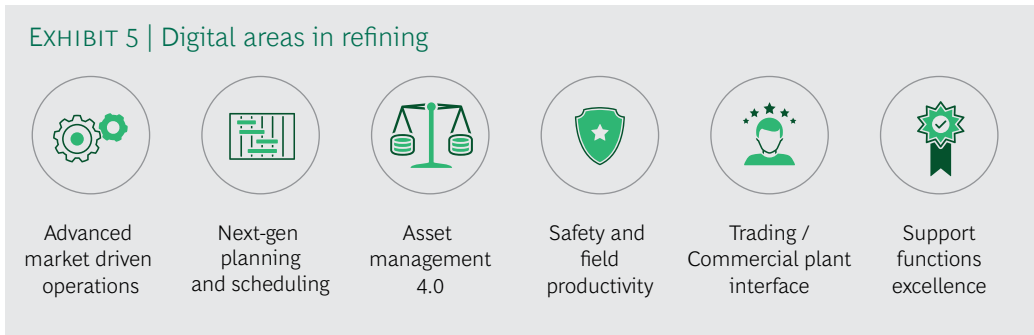 EXHIBIT 5 | Digital areas in refining
Advanced
market driven
operations
Next-gen
planning
and scheduling
Asset
management
4.0
Safety and
field
productivity
Trading /
Commercial plant
interface
Support
functions
excellence